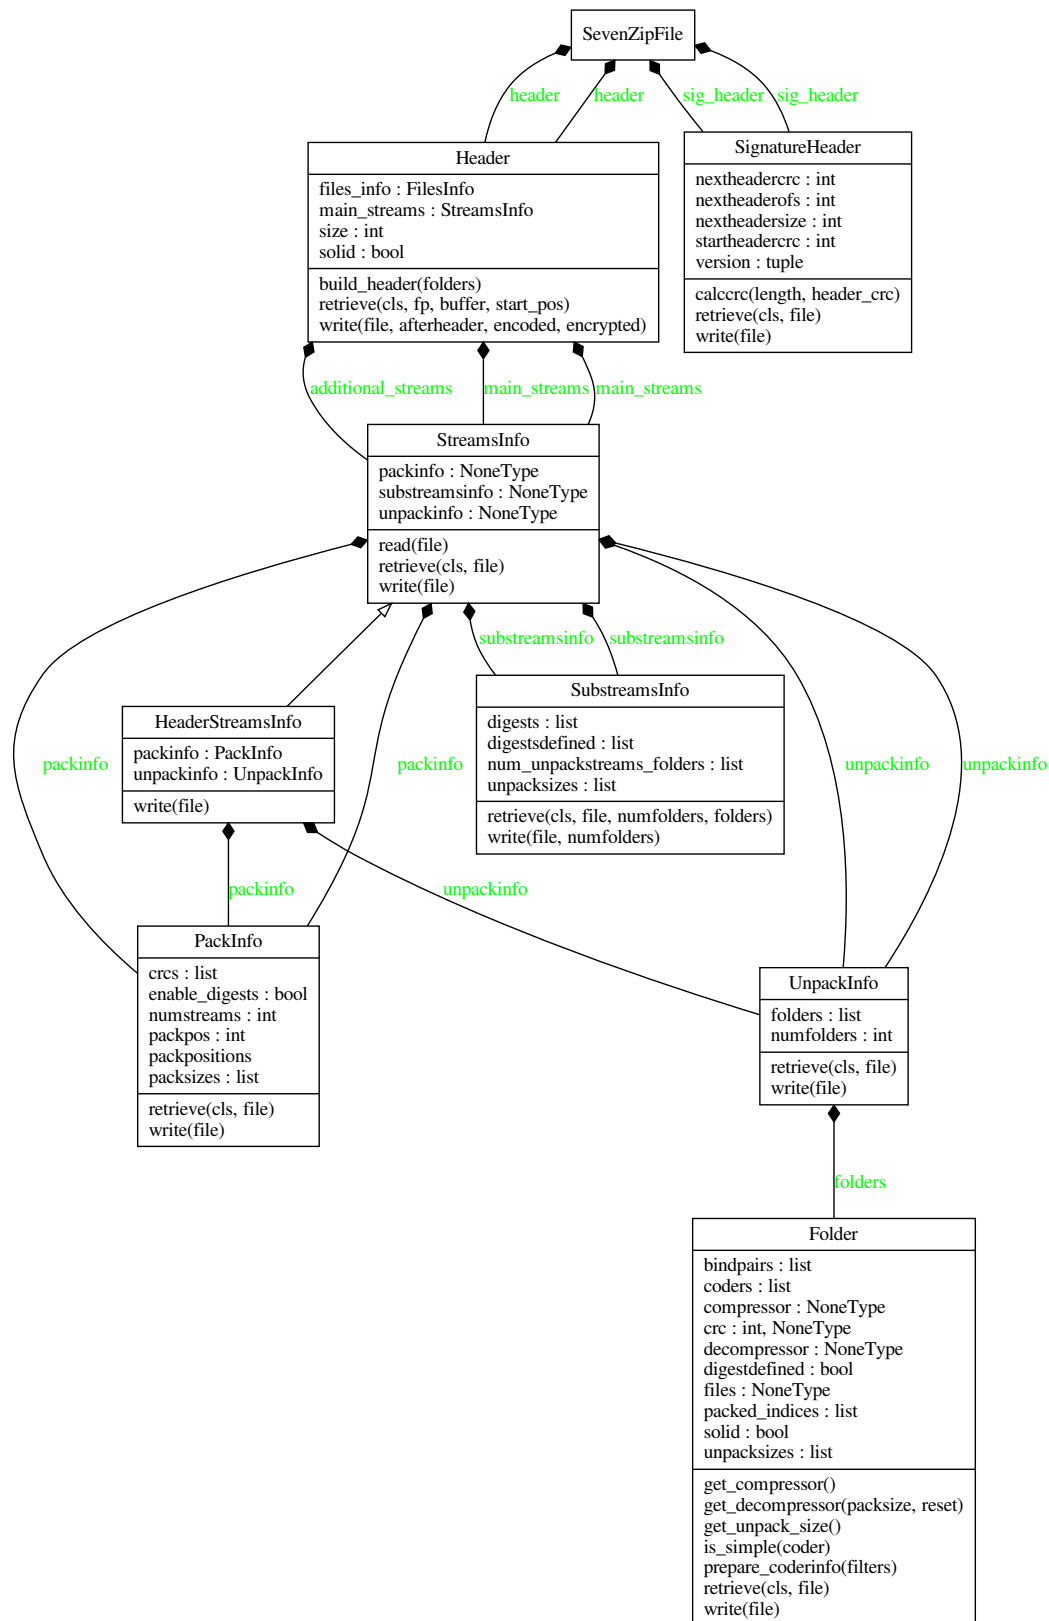 SevenZipFile
header
header
sig_header
sig_header
Header
files_info : FilesInfo
main_streams : StreamsInfo
size : int
solid : bool
build_header(folders)
retrieve(cls, fp, buffer, start_pos)
write(file, afterheader, encoded, encrypted)
SignatureHeader
nextheadercrc : int
nextheaderofs : int
nextheadersize : int
startheadercrc : int
version : tuple
calccrc(length, header_crc)
retrieve(cls, file)
write(file)
additional_streams
main_streams
main_streams
StreamsInfo
packinfo : NoneType
substreamsinfo : NoneType
unpackinfo : NoneType
read(file)
retrieve(cls, file)
write(file)
substreamsinfo
substreamsinfo
HeaderStreamsInfo
packinfo : PackInfo
unpackinfo : UnpackInfo
write(file)
SubstreamsInfo
digests : list
digestsdefined : list
num_unpackstreams_folders : list
unpacksizes : list
retrieve(cls, file, numfolders, folders)
write(file, numfolders)
packinfo
packinfo
unpackinfo
unpackinfo
packinfo
unpackinfo
PackInfo
crcs : list
enable_digests : bool
numstreams : int
packpos : int
packpositions
packsizes : list
retrieve(cls, file)
write(file)
UnpackInfo
folders : list
numfolders : int
retrieve(cls, file)
write(file)
folders
Folder
bindpairs : list
coders : list
compressor : NoneType
crc : int, NoneType
decompressor : NoneType
digestdefined : bool
files : NoneType
packed_indices : list
solid : bool
unpacksizes : list
get_compressor()
get_decompressor(packsize, reset)
get_unpack_size()
is_simple(coder)
prepare_coderinfo(filters)
retrieve(cls, file)
write(file)